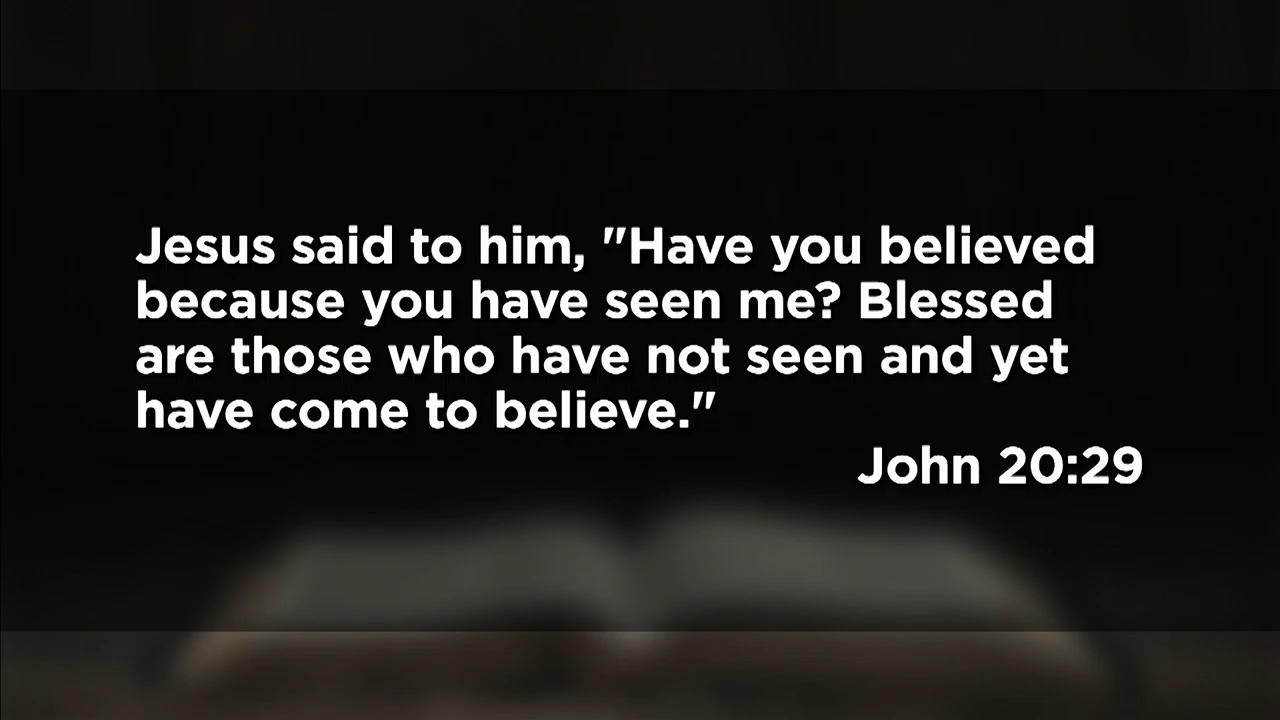 Jesus said to him, "Have you believed
because you have seen me? Blessed
are those who have not seen and yet
have come to believe."
John 20:29